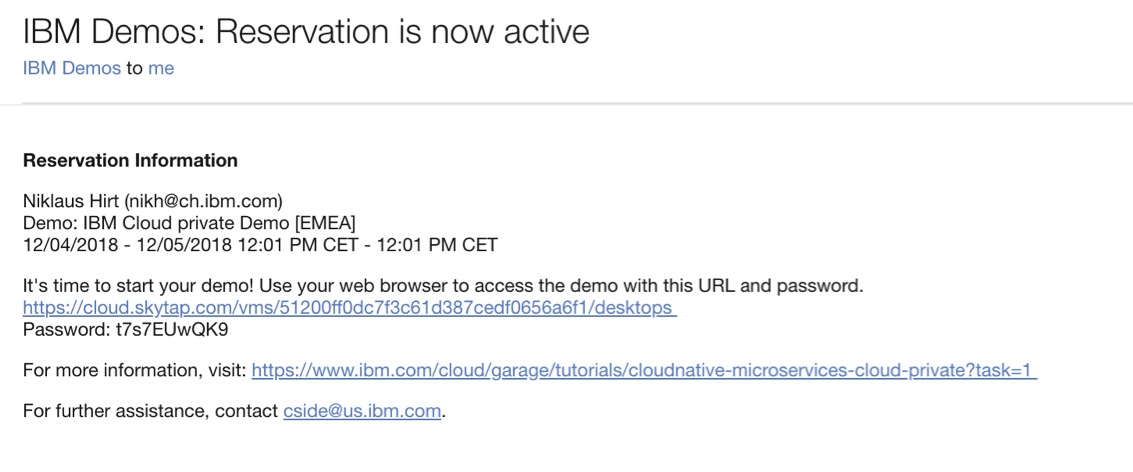 IBM Demos: Reservation is now active
IBM Demos to me
Reservation Information
Niklaus Hirt (nikh@ch.ibm.com)
Demo: IBM Cloud private Demo [EMEA]
12/04/2018 - 12/05/2018 12:01 PM CET - 12:01 PM CET
It's time to start your demo! Use your web browser to access the demo with this URL and password.
https://cloud.skytap.com/vms/51200ff0dc7f3c61d387cedf0656a6f1/desktops
Password: t7s7EUwQK9
For more information, visit: https://www.ibm.com/cloud/garage/tutorials/cloudnative-microservices-cloud-private?task=1
For further assistance, contact cside@us.ibm.com.